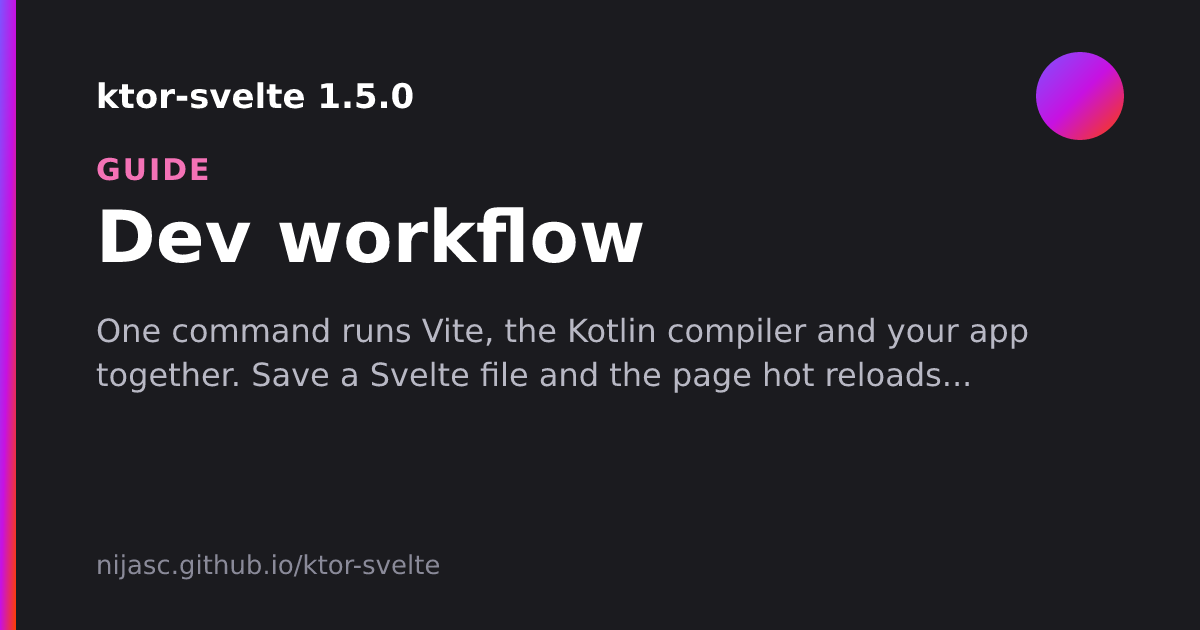 ktor-svelte 1.5.0
GUIDE
Dev workflow
One command runs Vite, the Kotlin compiler and your app
together. Save a Svelte file and the page hot reloads...
nijasc.github.io/ktor-svelte